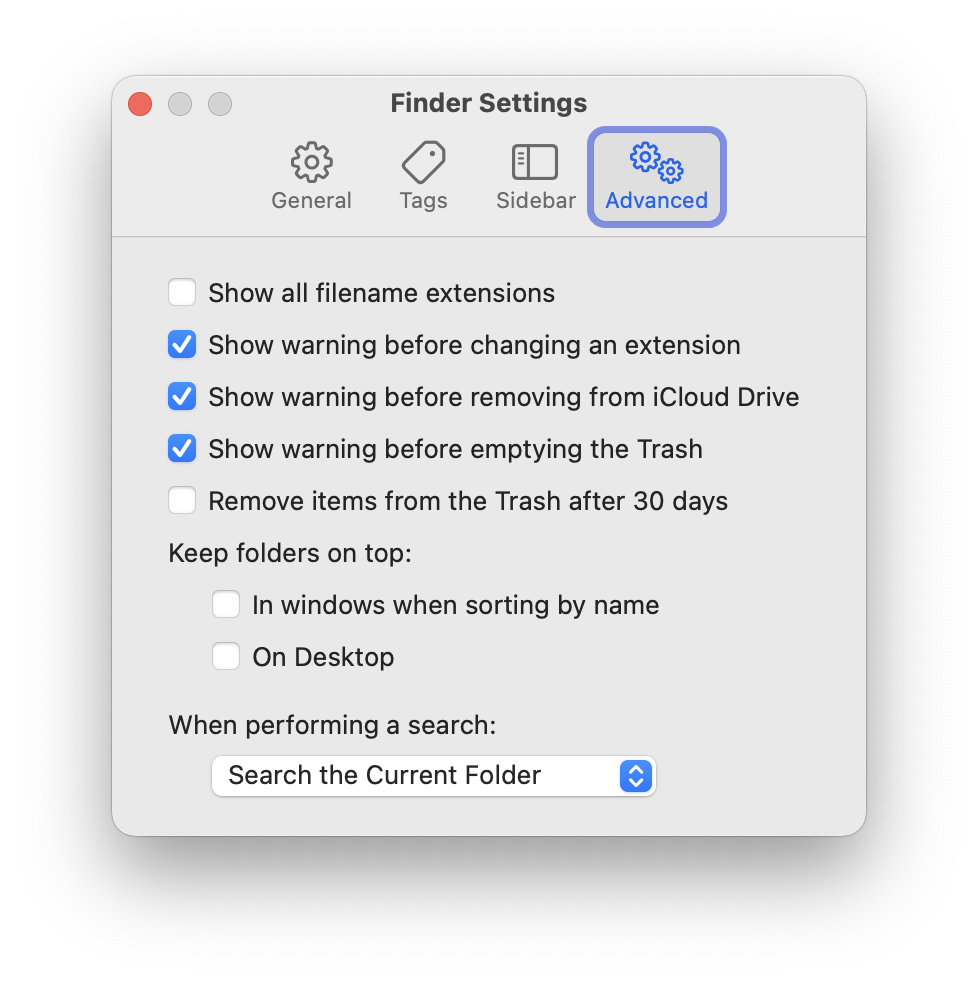 Finder Settings
General Tags Sidebar Advanced
Show all filename extensions
Show warning before changing an extension
Show warning before removing from iCloud Drive
Show warning before emptying the Trash
Remove items from the Trash after 30 days
Keep folders on top:
In windows when sorting by name
On Desktop
When performing a search:
Search the Current Folder